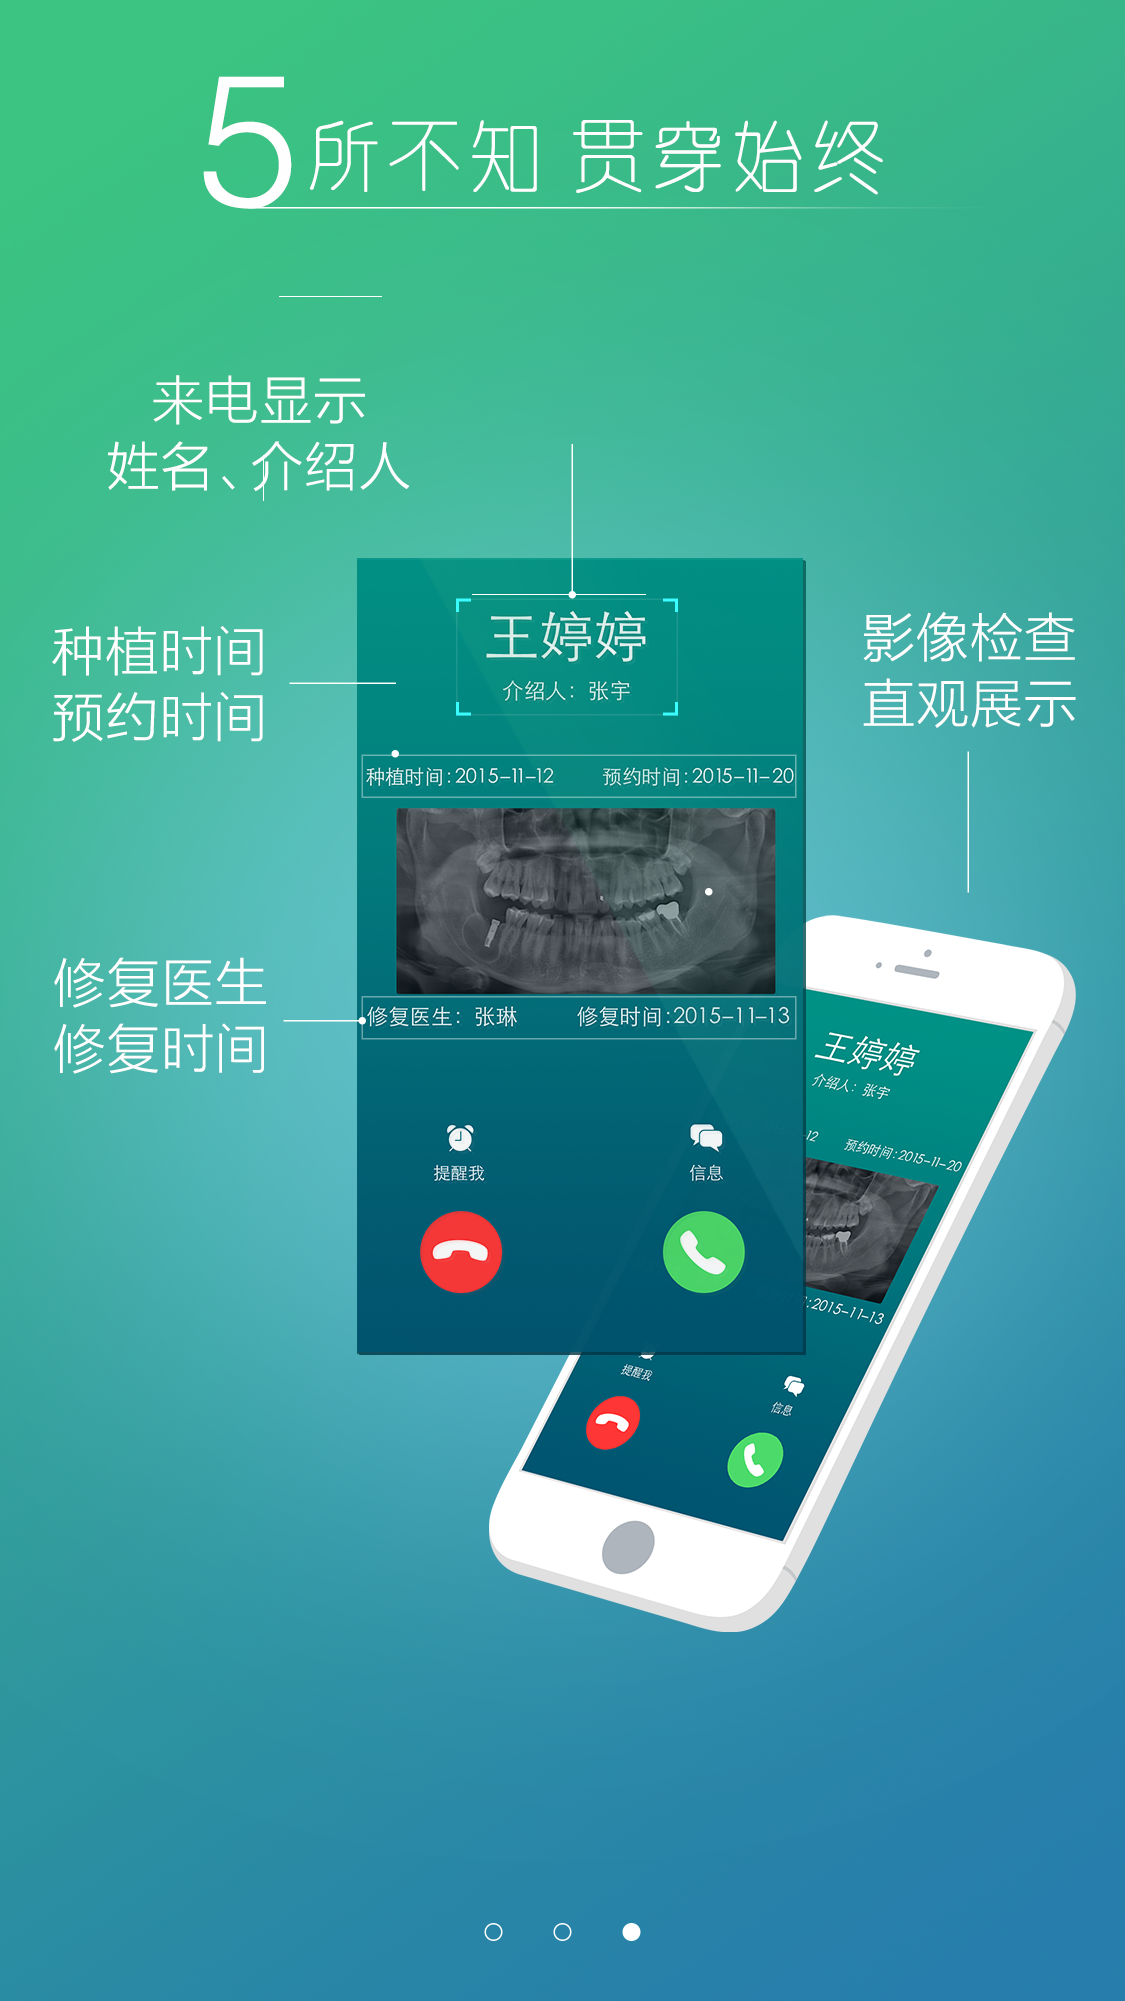 5所不知 贯穿始终
来电显示
姓名、介绍人
种植时间
预约时间
影像检查
直观展示
修复医生
修复时间
王婷婷
介绍人：张宇
种植时间：2015-11-12 预约时间：2015-11-20
修复医生：张琳 修复时间：2015-11-13
提醒我 信息
王婷婷
介绍人：张宇
-12 预约时间：2015-11-20
:2015-11-13
提醒我
信息